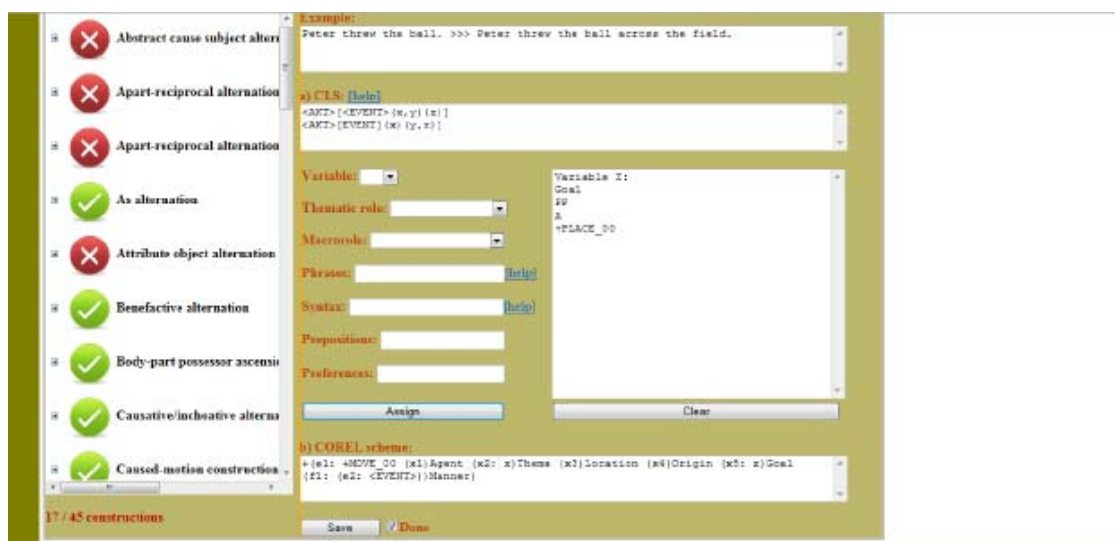 Abstract cause subject altern
Apart-reciprocal alternation
Apart-reciprocal alternation
As alternation
Attribute object alternation
Benefactive alternation
Body-part possessor ascensi
Causative/inchoative alterna
Caused-motion construction
17 / 45 constructions
Example:
Peter threw the ball. >>> Peter threw the ball across the field.
a) CLS: [help]
<AKT>[<EVENT>(x,y)(z)]
<AKT>[EVENT](x)(y,z)]
Variable:
Thematic role:
Macrorole:
Phrases: [help]
Syntax: [help]
Prepositions:
Preferences:
Assign
Variable Z:
Goal
PP
A
+PLACE_00
Clear
b) COREL scheme:
+(e1: +MOVE_00 (x1)Agent (x2: z)Theme (x3)Location (x4)Origin (x5: z)Goal
(f1: (e2: <EVENT>))Manner)
Save
Done